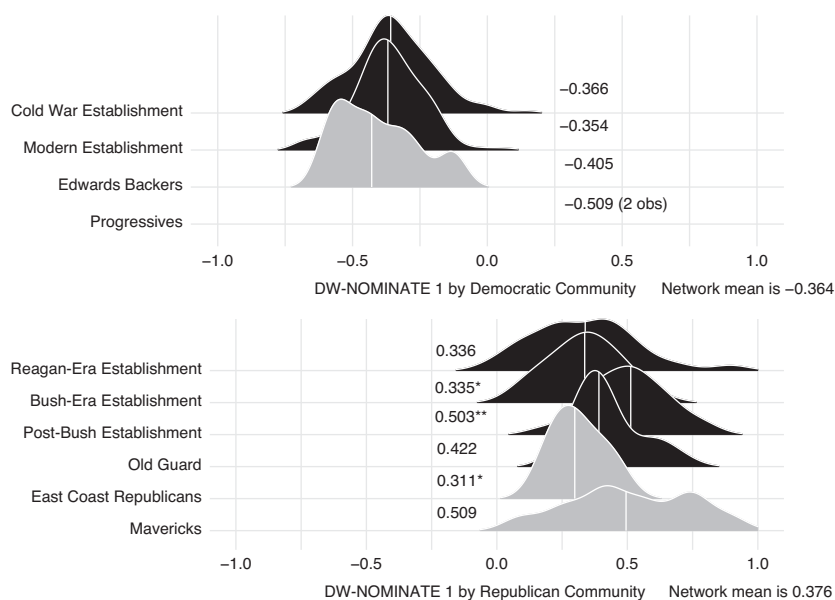 −0.366
Cold War Establishment
−0.354
Modern Establishment
−0.405
Edwards Backers
−0.509 (2 obs)
Progressives
−1.0 −0.5 0.0 0.5 1.0
DW-NOMINATE 1 by Democratic Community Network mean is −0.364
0.336
Reagan-Era Establishment
0.335*
Bush-Era Establishment
0.503**
Post-Bush Establishment
0.422
Old Guard
0.311*
East Coast Republicans
0.509
Mavericks
−1.0 −0.5 0.0 0.5 1.0
DW-NOMINATE 1 by Republican Community Network mean is 0.376